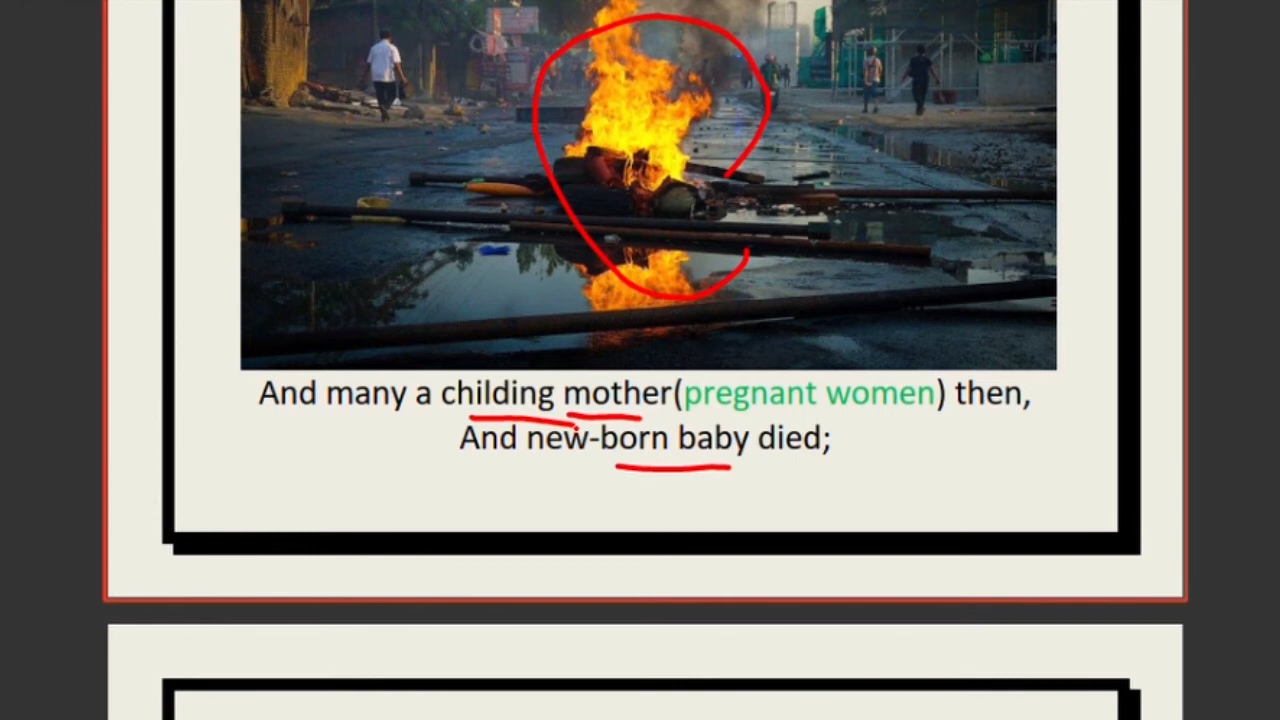 And many a childing mother(pregnant women) then,
And new-born baby died;